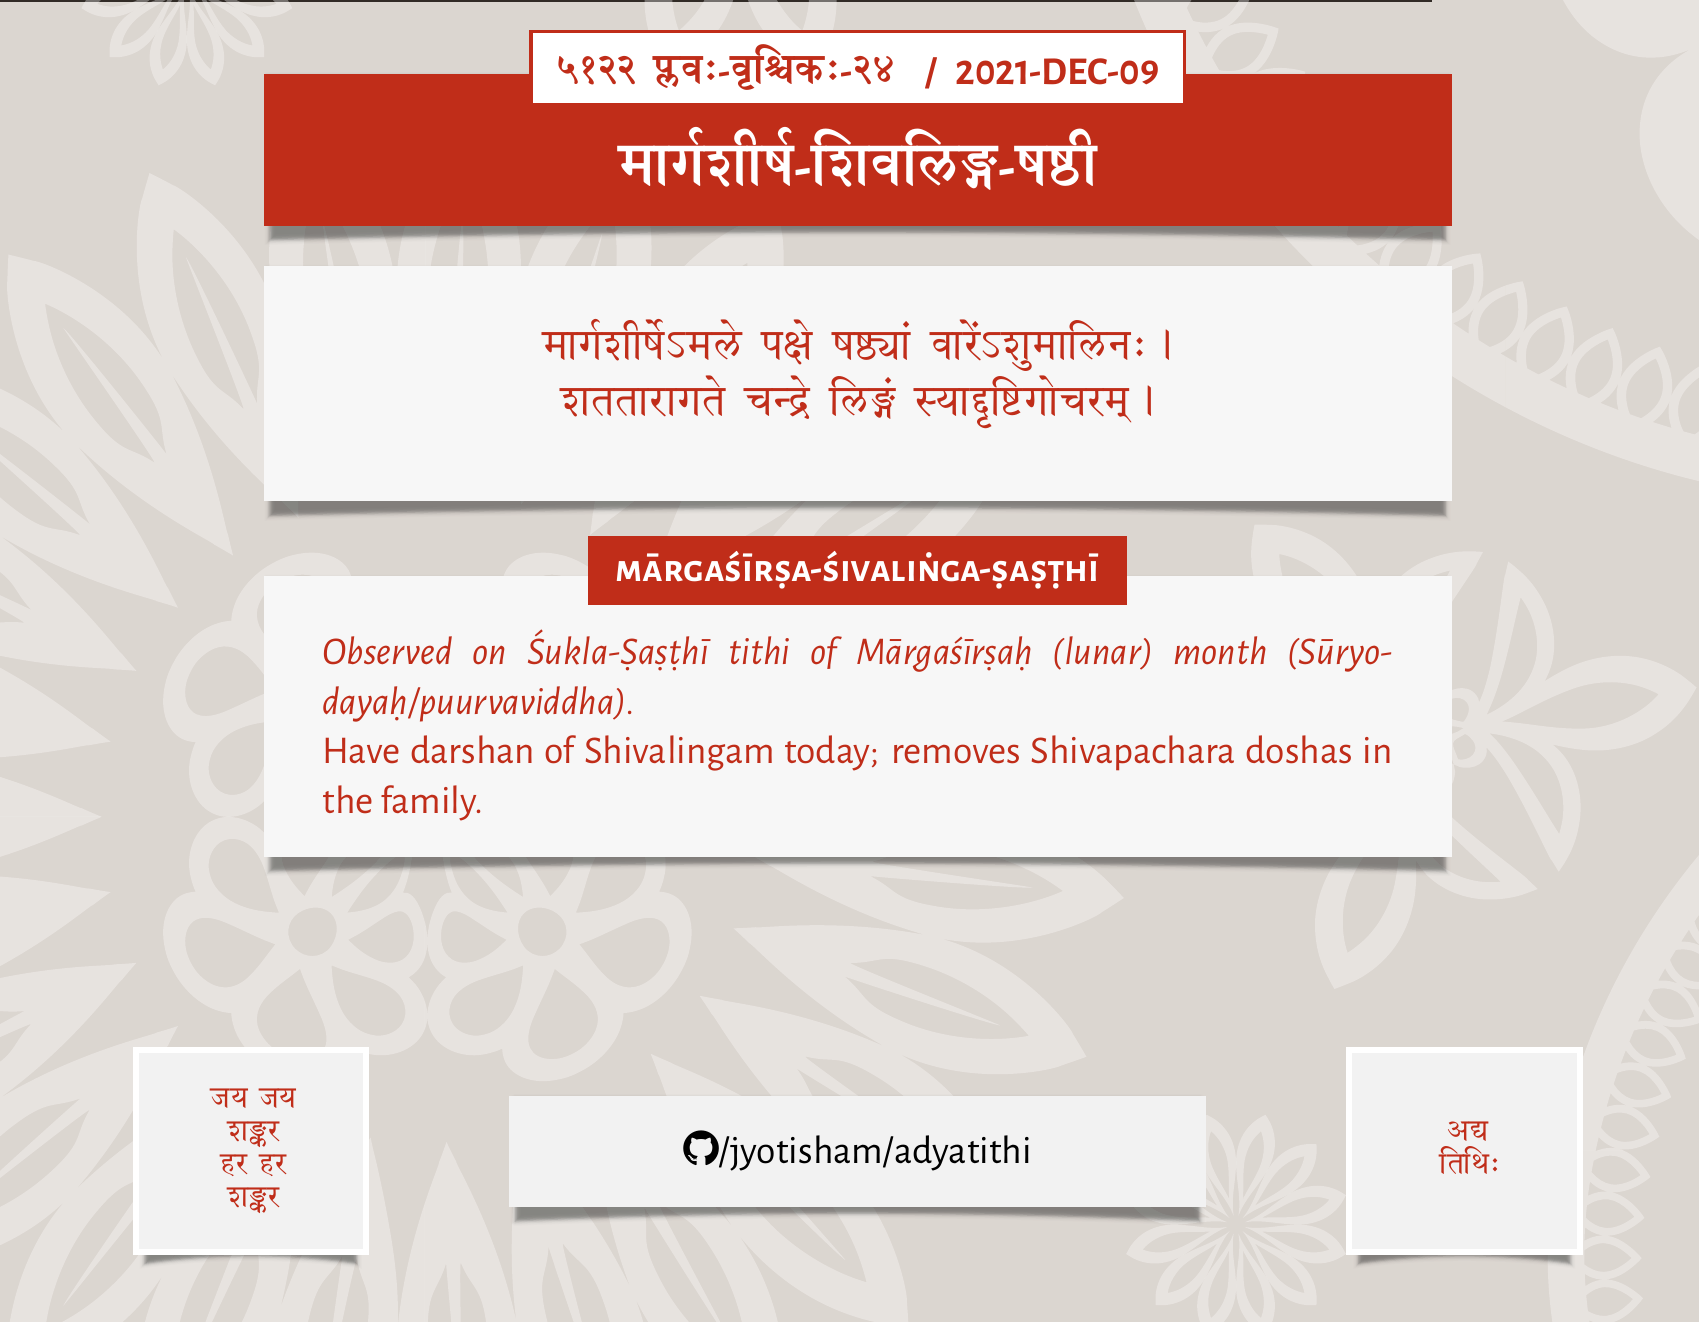 ५१२२ प्लवः-वृश्चिकः-२४ / 2021-DEC-09
मार्गशीर्ष-शिवलिङ्ग-षष्ठी
मार्गशीर्षेऽमले पक्षे षष्ठ्यां वारेंऽशुमालिनः ।
शततारागते चन्द्रे लिङ्गं स्याद्दृष्टिगोचरम् ।
MĀRGAŚĪRṢA-ŚIVALIṄGA-ṢAṢṬHĪ
Observed on Śukla-Ṣaṣṭhī tithi of Mārgaśīrṣaḥ (lunar) month (Sūryo-
dayaḥ/puurvaviddha).
Have darshan of Shivalingam today; removes Shivapachara doshas in
the family.
जय जय
शङ्कर
हर हर
शङ्कर
/jyotisham/adyatithi
अद्य
तिथिः